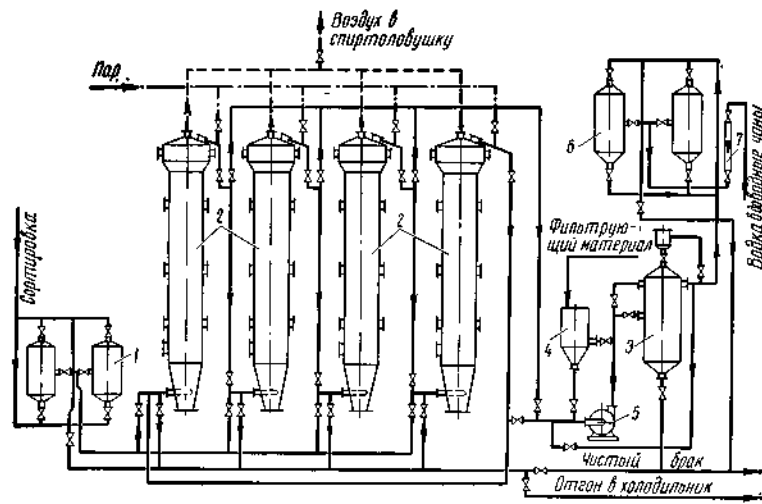 Воздух в
спиртоловушку
Пар
6
7
Водка в доводные чаны
2
2
Фильтрую-
щий материал
Сортировка
4
3
1
5
Чистый брак
Отгон в холодильник